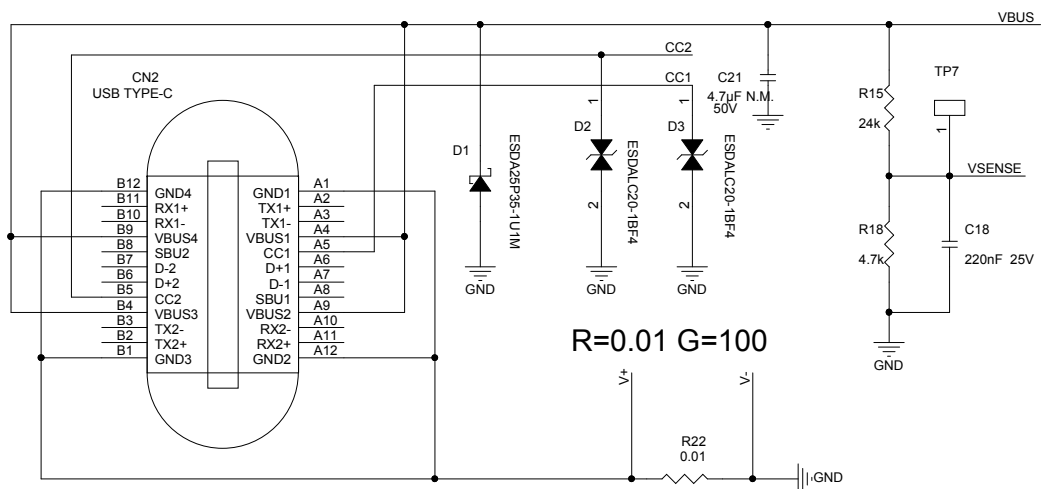 VBUS
CC2
CN2
USB TYPE-C
CC1
C21
4.7µF N.M.
50V
TP7
1
R15
24k
D1
ESDA25P35-1U1M
1
D2
2
ESDALC20-1BF4
1
D3
2
ESDALC20-1BF4
VSENSE
R18
4.7k
C18
220nF 25V
B12 GND4 GND1 A1
B11 RX1+ TX1+ A2
B10 RX1- TX1- A3
B9 VBUS4 VBUS1 A4
B8 SBU2 CC1 A5
B7 D-2 D+1 A6
B6 D+2 D-1 A7
B5 CC2 SBU1 A8
B4 VBUS3 VBUS2 A9
B3 TX2- RX2- A10
B2 TX2+ RX2+ A11
B1 GND3 GND2 A12
GND
GND
GND
GND
GND
R=0.01 G=100
V+
V-
R22
0.01
GND